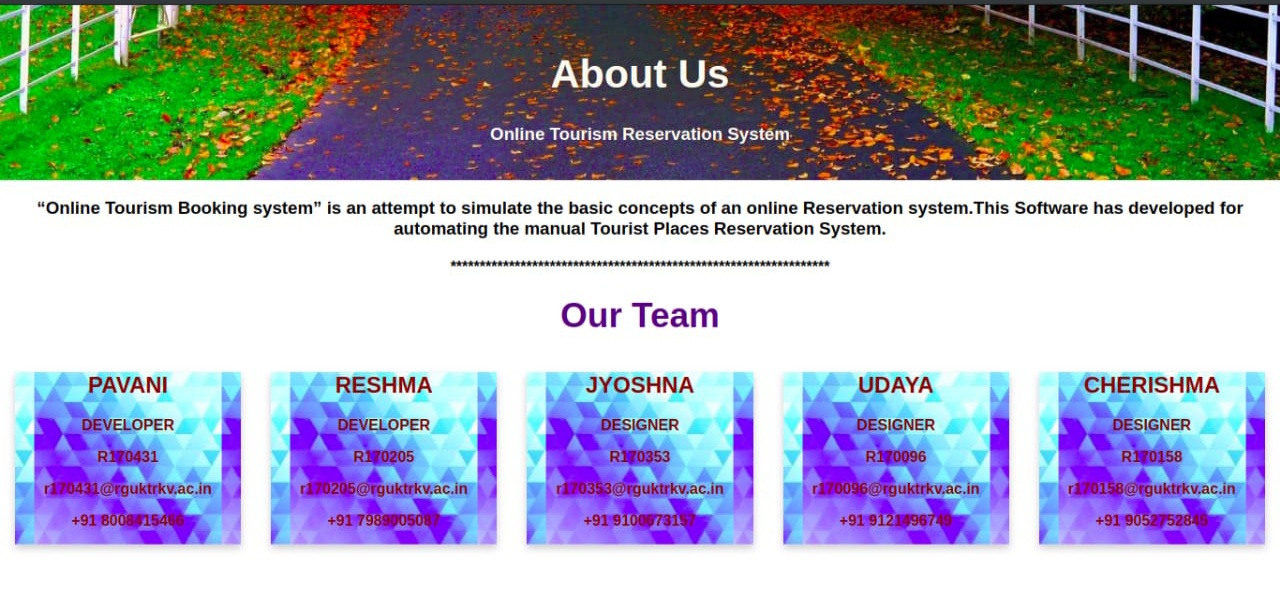 About Us
Online Tourism Reservation System
“Online Tourism Booking system” is an attempt to simulate the basic concepts of an online Reservation system.This Software has developed for
automating the manual Tourist Places Reservation System.
*****************************************************************
Our Team
PAVANI
DEVELOPER
R170431
r170431@rguktrkv.ac.in
+91 8008415466
RESHMA
DEVELOPER
R170205
r170205@rguktrkv.ac.in
+91 7989005087
JYOSHNA
DESIGNER
R170353
r170353@rguktrkv.ac.in
+91 9100673157
UDAYA
DESIGNER
R170096
r170096@rguktrkv.ac.in
+91 9121496749
CHERISHMA
DESIGNER
R170158
r170158@rguktrkv.ac.in
+91 9052752845